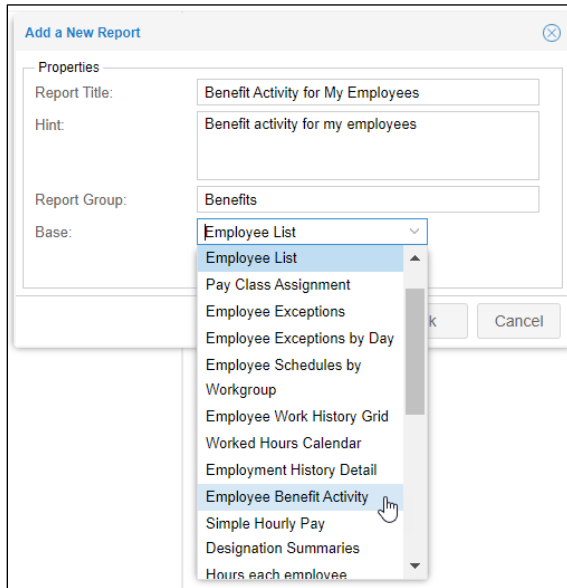 Add a New Report
Properties
Report Title:
Benefit Activity for My Employees
Hint:
Benefit activity for my employees
Report Group:
Benefits
Base:
Employee List
Employee List
Pay Class Assignment
Employee Exceptions
Employee Exceptions by Day
Employee Schedules by
Workgroup
Employee Work History Grid
Worked Hours Calendar
Employment History Detail
Employee Benefit Activity
Simple Hourly Pay
Designation Summaries
Hours each employee
k
Cancel